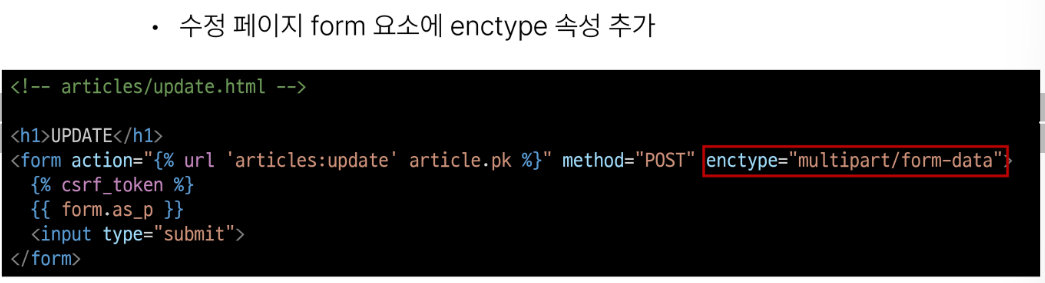 • 수정 페이지 form 요소에 enctype 속성 추가
<!-- articles/update.html -->
<h1>UPDATE</h1>
<form action="{% url 'articles:update' article.pk %}" method="POST" enctype="multipart/form-data">
{% csrf_token %}
{{ form.as_p }}
<input type="submit">
</form>